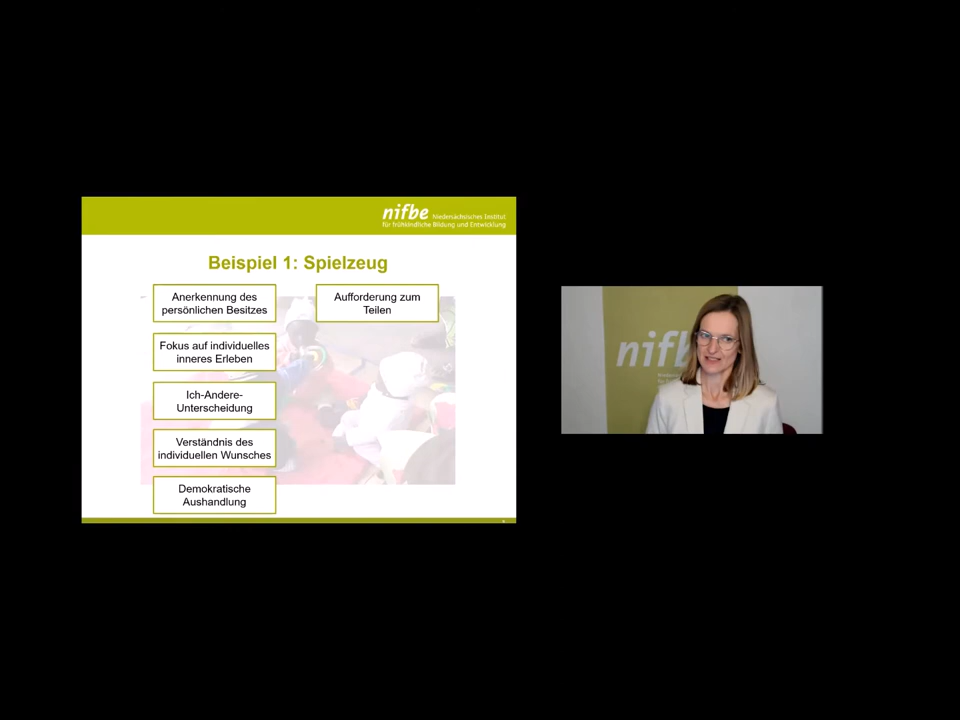 nifbe Niedersächsisches Institut
für frühkindliche Bildung und Entwicklung
Beispiel 1: Spielzeug
Anerkennung des
persönlichen Besitzes
Fokus auf individuelles
inneres Erleben
Ich-Andere-
Unterscheidung
Verständnis des
individuellen Wunsches
Demokratische
Aushandlung
Aufforderung zum
Teilen
nifb